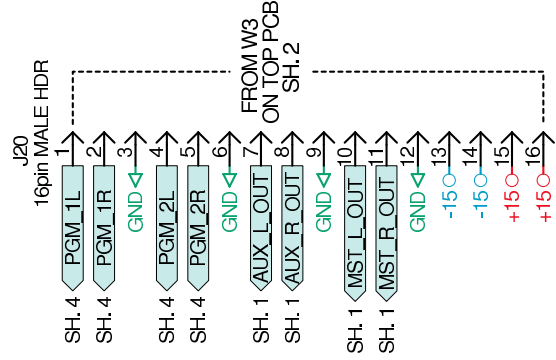 FROM W3
ON TOP PCB
SH. 2
J20
16pin MALE HDR
1 PGM_1L SH. 4
2 PGM_1R SH. 4
3 GND
4 PGM_2L SH. 4
5 PGM_2R SH. 4
6 GND
7 AUX_L_OUT SH. 1
8 AUX_R_OUT SH. 1
9 GND
10 MST_L_OUT SH. 1
11 MST_R_OUT SH. 1
12 GND
13 -15
14 -15
15 +15
16 +15